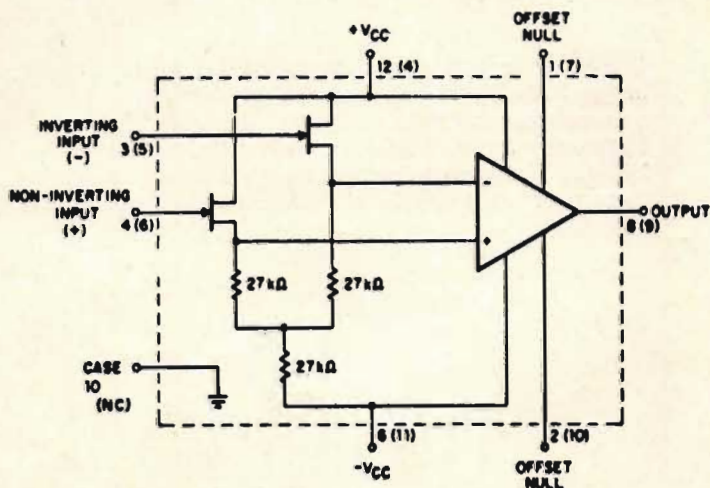 +VCC
12 (4)
OFFSET
NULL
1 (7)
INVERTING
INPUT
(-)
3 (5)
NON-INVERTING
INPUT
(+)
4 (6)
-
+
OUTPUT
8 (9)
27kΩ
27kΩ
27kΩ
CASE
10
(NC)
6 (11)
-VCC
2 (10)
OFFSET
NULL